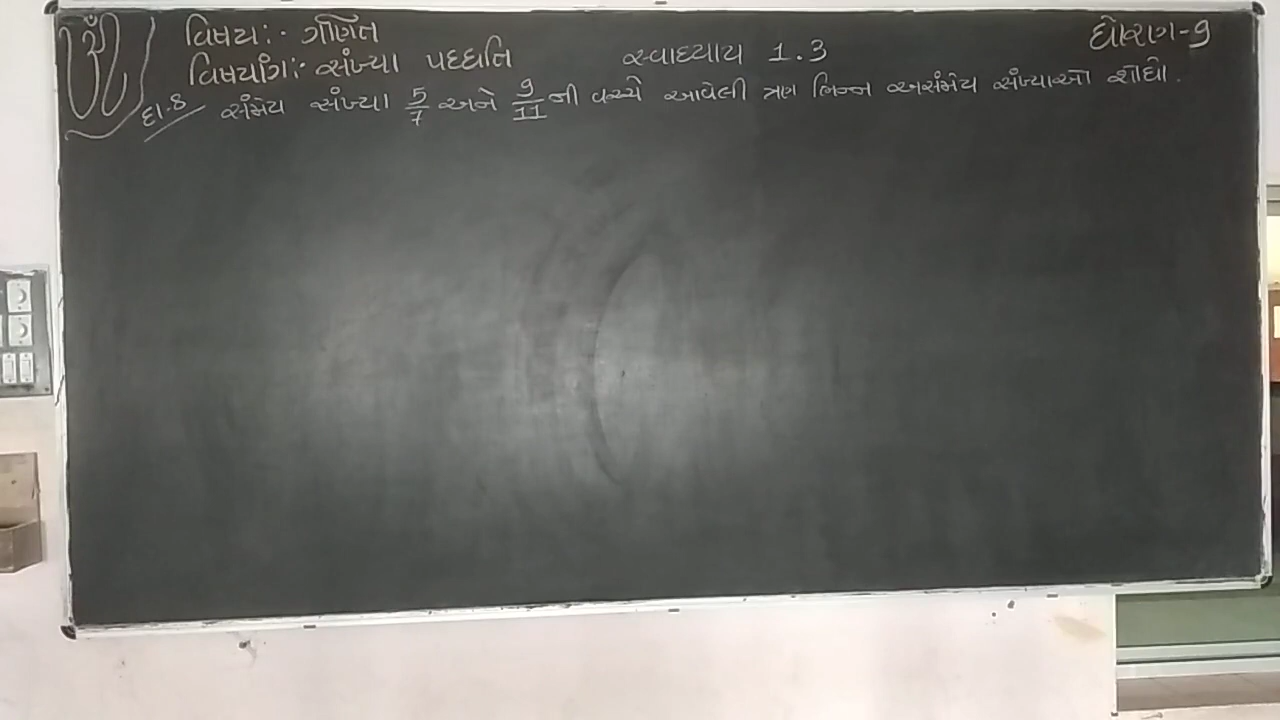 ૐ
વિષય:- ગણિત
ધોરણ-9
વિષયાંગ:- સંખ્યા પદ્ધતિ સ્વાધ્યાય 1.3
દા.8 સંમેય સંખ્યા 5/7 અને 9/11 ની વચ્ચે આવેલી ત્રણ ભિન્ન અસંમેય સંખ્યાઓ શોધો.